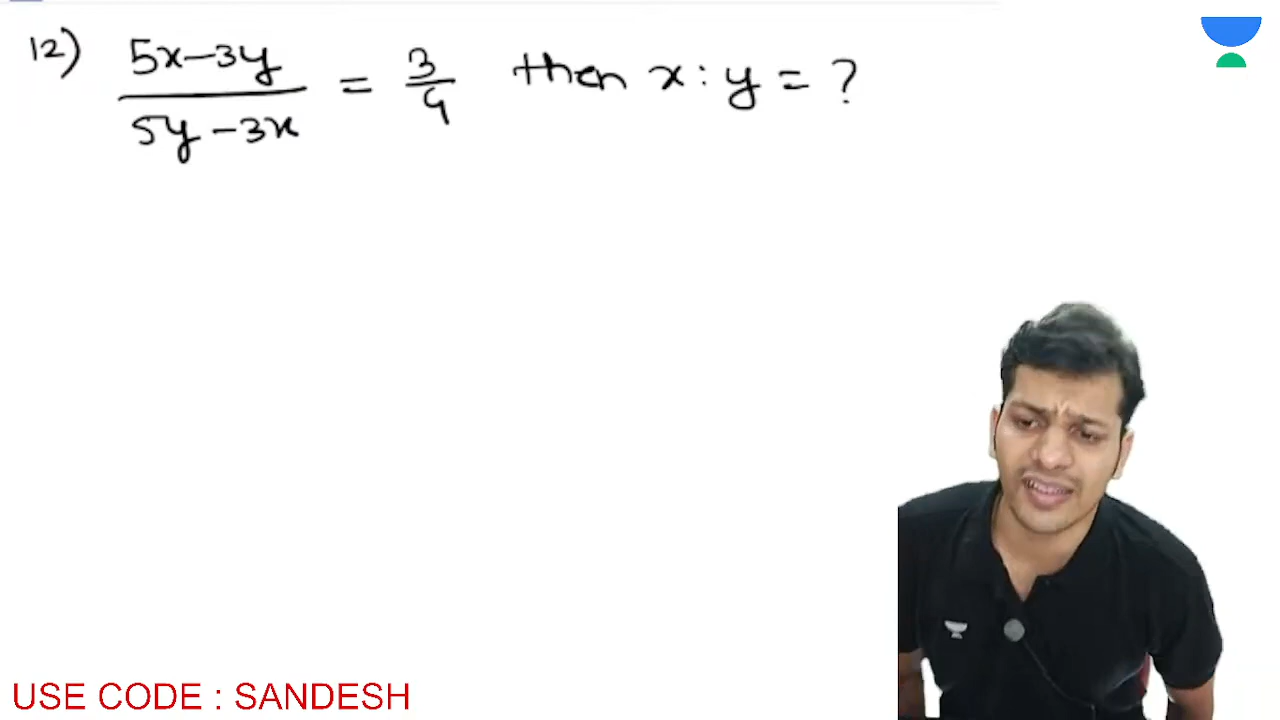 12) 5x-3y / 5y-3x = 3/4 then x : y = ?
USE CODE : SANDESH